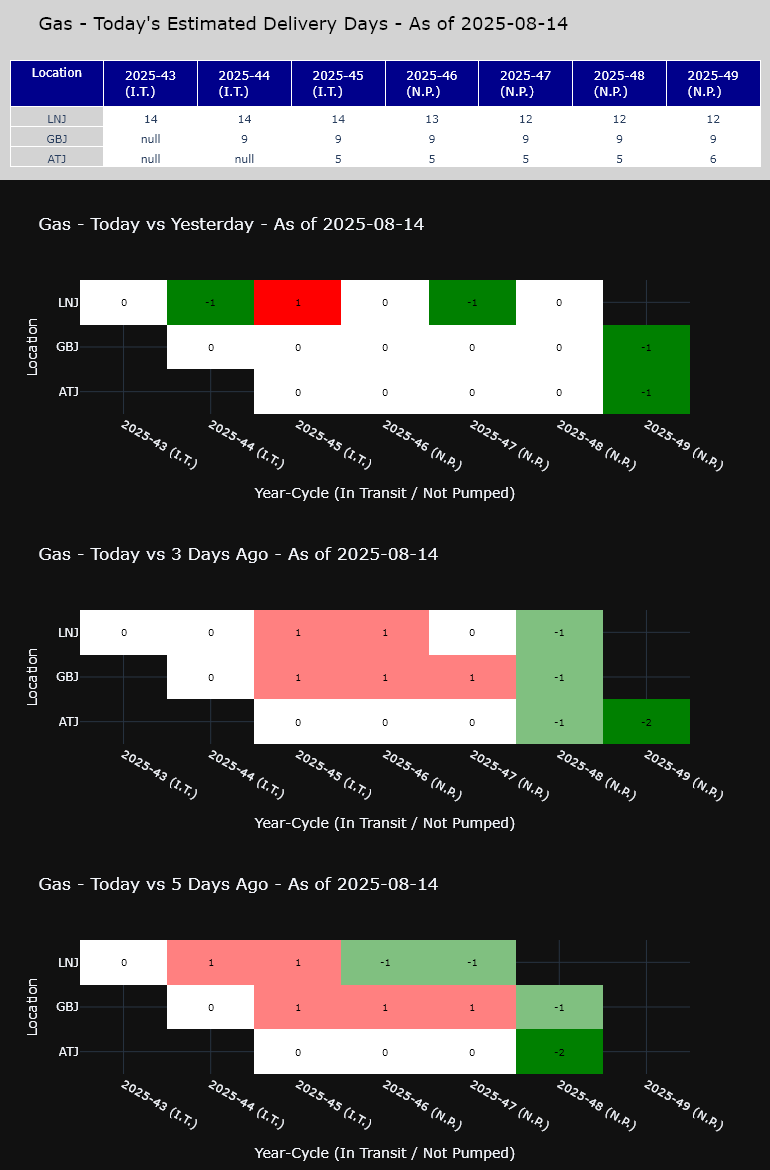 Gas - Today's Estimated Delivery Days - As of 2025-08-14
Location 2025-43 (I.T.) 2025-44 (I.T.) 2025-45 (I.T.) 2025-46 (N.P.) 2025-47 (N.P.) 2025-48 (N.P.) 2025-49 (N.P.)
LNJ 14 14 14 13 12 12 12
GBJ null 9 9 9 9 9 9
ATJ null null 5 5 5 5 6
Gas - Today vs Yesterday - As of 2025-08-14
Location
LNJ 0 -1 1 0 -1 0
GBJ 0 0 0 0 0 -1
ATJ 0 0 0 0 -1
2025-43 (I.T.) 2025-44 (I.T.) 2025-45 (I.T.) 2025-46 (N.P.) 2025-47 (N.P.) 2025-48 (N.P.) 2025-49 (N.P.)
Year-Cycle (In Transit / Not Pumped)
Gas - Today vs 3 Days Ago - As of 2025-08-14
Location
LNJ 0 0 1 1 0 -1
GBJ 0 1 1 1 -1
ATJ 0 0 0 -1 -2
2025-43 (I.T.) 2025-44 (I.T.) 2025-45 (I.T.) 2025-46 (N.P.) 2025-47 (N.P.) 2025-48 (N.P.) 2025-49 (N.P.)
Year-Cycle (In Transit / Not Pumped)
Gas - Today vs 5 Days Ago - As of 2025-08-14
Location
LNJ 0 1 1 -1 -1
GBJ 0 1 1 1 -1
ATJ 0 0 0 -2
2025-43 (I.T.) 2025-44 (I.T.) 2025-45 (I.T.) 2025-46 (N.P.) 2025-47 (N.P.) 2025-48 (N.P.) 2025-49 (N.P.)
Year-Cycle (In Transit / Not Pumped)